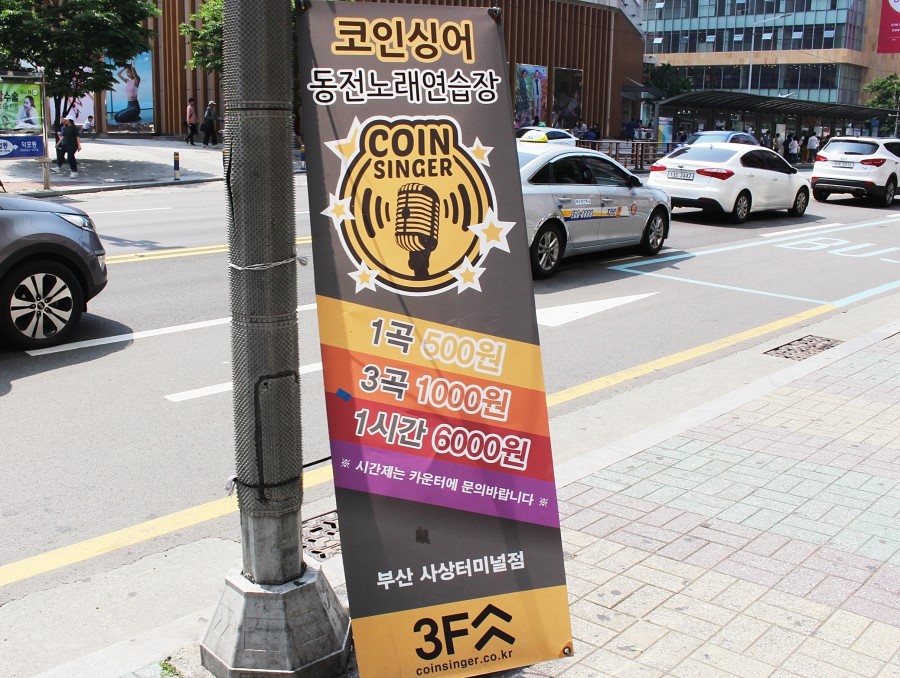 코인싱어
동전노래연습장
COIN
SINGER
1곡 500원
3곡 1000원
1시간 6000원
※ 시간제는 카운터에 문의바랍니다 ※
부산 사상터미널점
3F
coinsinger.co.kr
BU